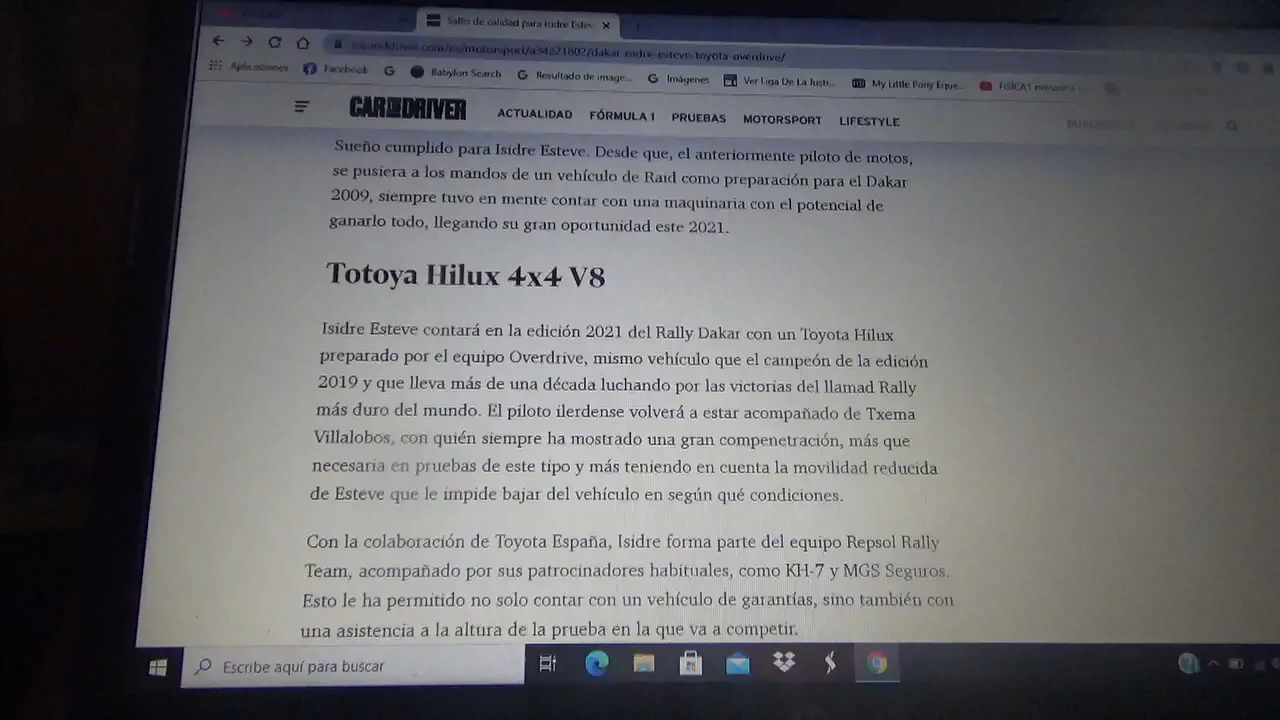 Salto de calidad para Isidre Estev
caranddriver.com/es/motorsport/a34221802/dakar-isidre-esteve-toyota-overdrive/
Aplicaciones Facebook Babylon Search Resultado de image... Imágenes Ver Liga De La Justi... My Little Pony Eque...
CAR AND DRIVER ACTUALIDAD FÓRMULA 1 PRUEBAS MOTORSPORT LIFESTYLE
Sueño cumplido para Isidre Esteve. Desde que, el anteriormente piloto de motos,
se pusiera a los mandos de un vehículo de Raid como preparación para el Dakar
2009, siempre tuvo en mente contar con una maquinaria con el potencial de
ganarlo todo, llegando su gran oportunidad este 2021.
Totoya Hilux 4x4 V8
Isidre Esteve contará en la edición 2021 del Rally Dakar con un Toyota Hilux
preparado por el equipo Overdrive, mismo vehículo que el campeón de la edición
2019 y que lleva más de una década luchando por las victorias del llamad Rally
más duro del mundo. El piloto ilerdense volverá a estar acompañado de Txema
Villalobos, con quién siempre ha mostrado una gran compenetración, más que
necesaria en pruebas de este tipo y más teniendo en cuenta la movilidad reducida
de Esteve que le impide bajar del vehículo en según qué condiciones.
Con la colaboración de Toyota España, Isidre forma parte del equipo Repsol Rally
Team, acompañado por sus patrocinadores habituales, como KH-7 y MGS Seguros.
Esto le ha permitido no solo contar con un vehículo de garantías, sino también con
una asistencia a la altura de la prueba en la que va a competir.
Escribe aquí para buscar